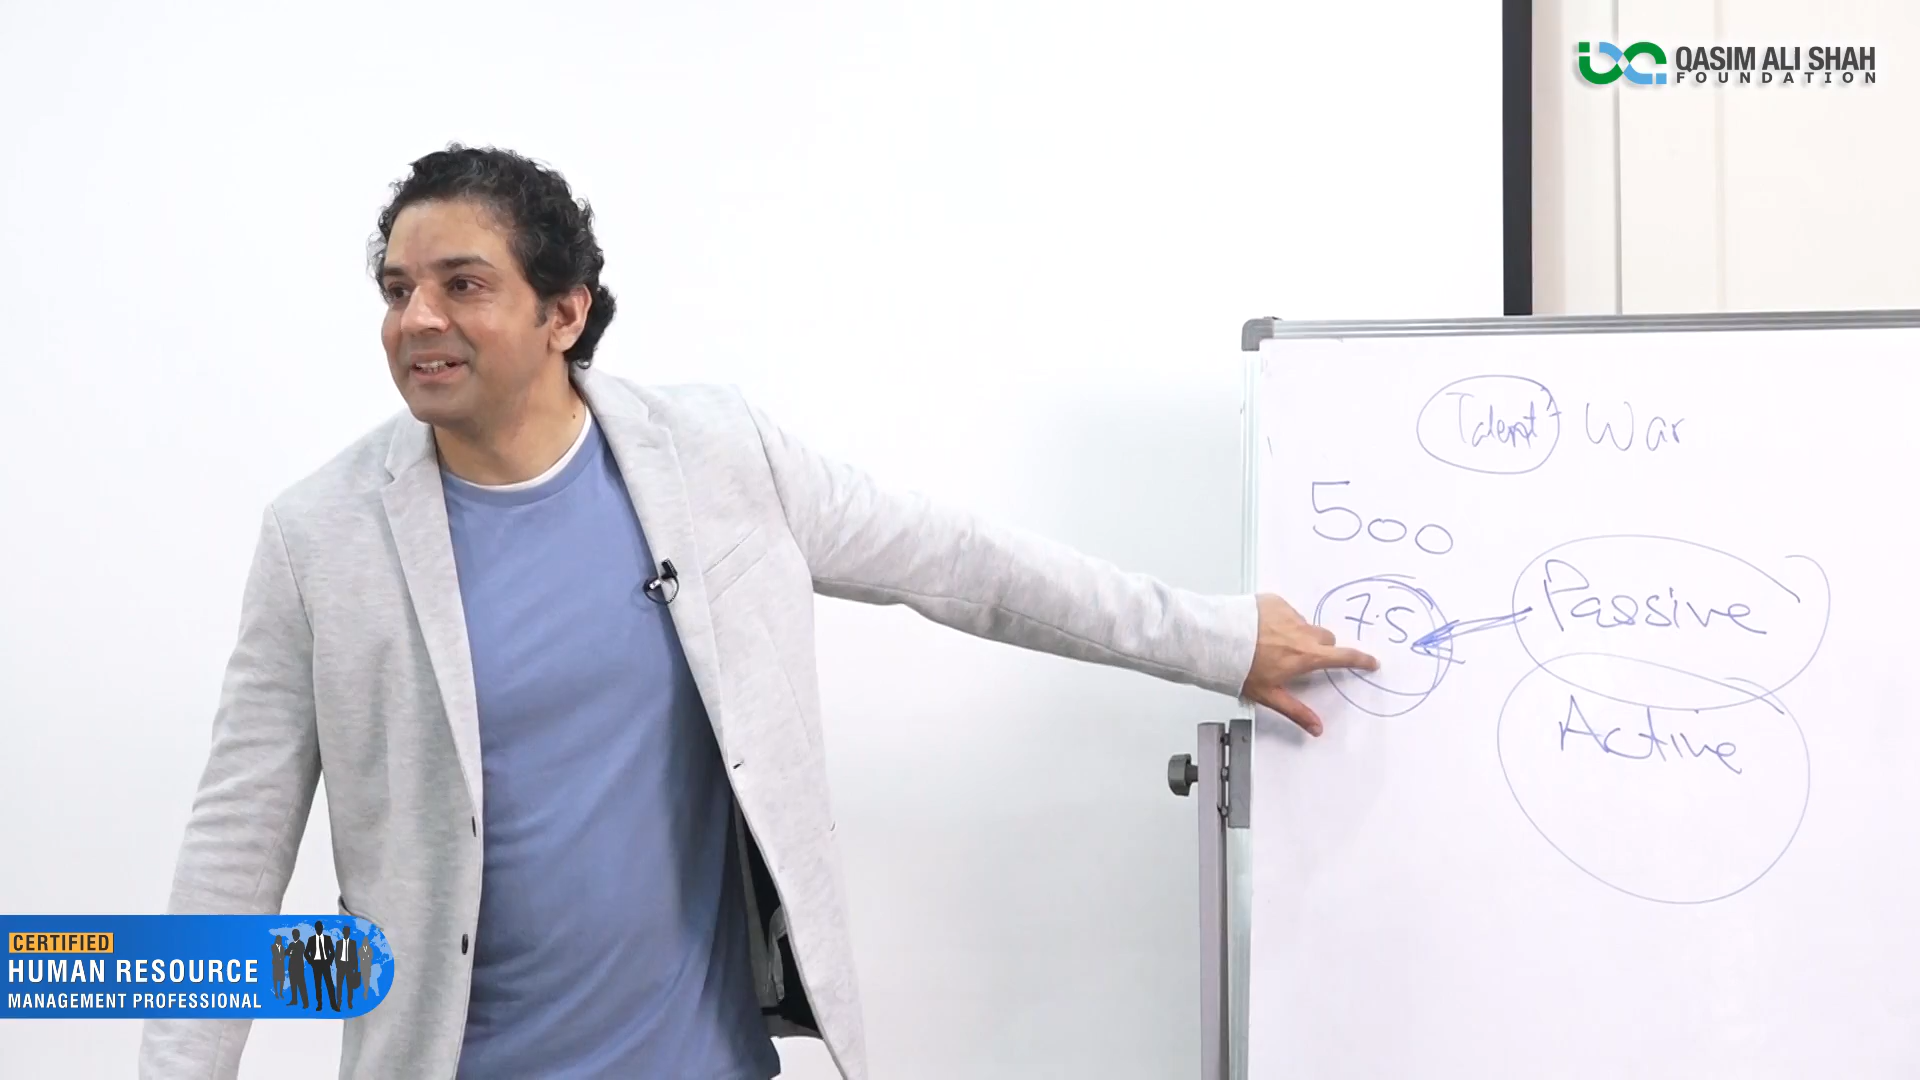 QASIM ALI SHAH
FOUNDATION
Talent War
500
7.5
Passive
Active
CERTIFIED
HUMAN RESOURCE
MANAGEMENT PROFESSIONAL